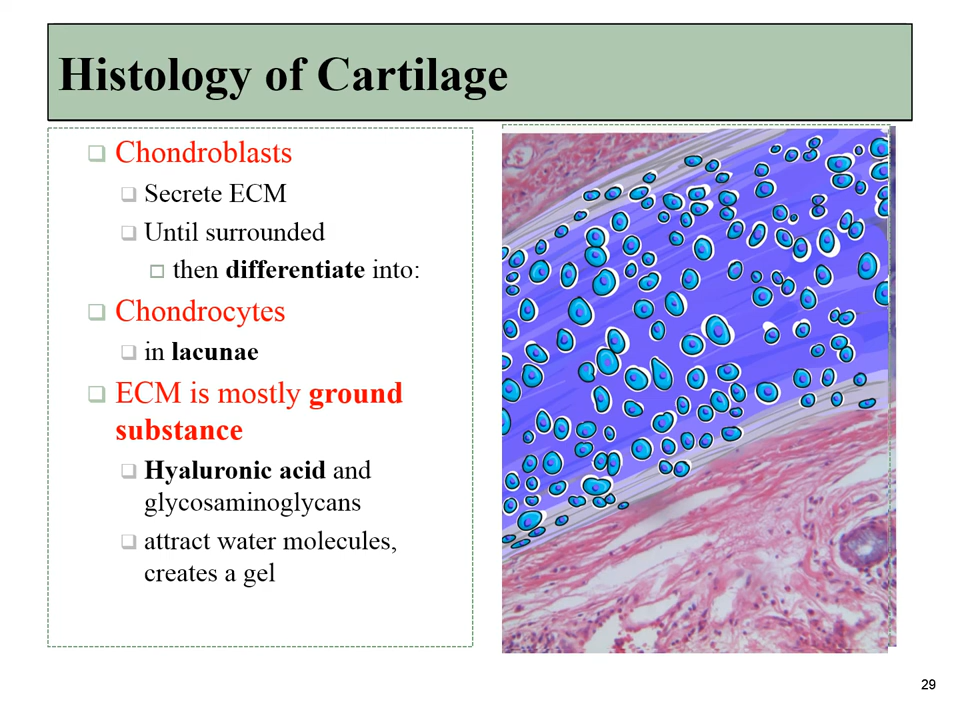 Histology of Cartilage
Chondroblasts
Secrete ECM
Until surrounded
then differentiate into:
Chondrocytes
in lacunae
ECM is mostly ground
substance
Hyaluronic acid and
glycosaminoglycans
attract water molecules,
creates a gel
29